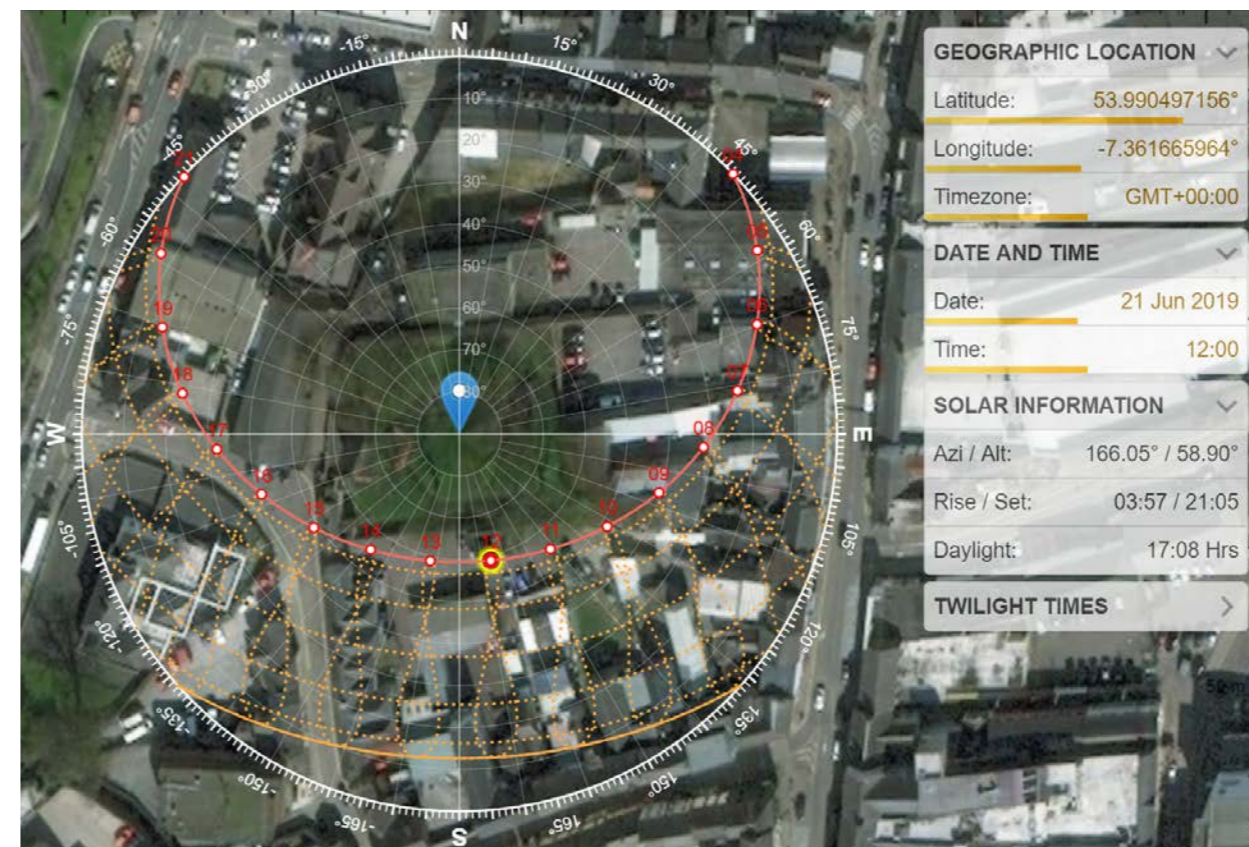 N
-15°
15°
-30°
30°
-45°
45°
-60°
60°
-75°
75°
W
E
-105°
105°
-120°
120°
-135°
135°
-150°
150°
-165°
165°
S
10°
20°
30°
40°
50°
60°
70°
80°
21
04
20
05
19
06
18
07
17
08
16
09
15
10
14
11
13
12
GEOGRAPHIC LOCATION
Latitude: 53.990497156°
Longitude: -7.361665964°
Timezone: GMT+00:00
DATE AND TIME
Date: 21 Jun 2019
Time: 12:00
SOLAR INFORMATION
Azi / Alt: 166.05° / 58.90°
Rise / Set: 03:57 / 21:05
Daylight: 17:08 Hrs
TWILIGHT TIMES